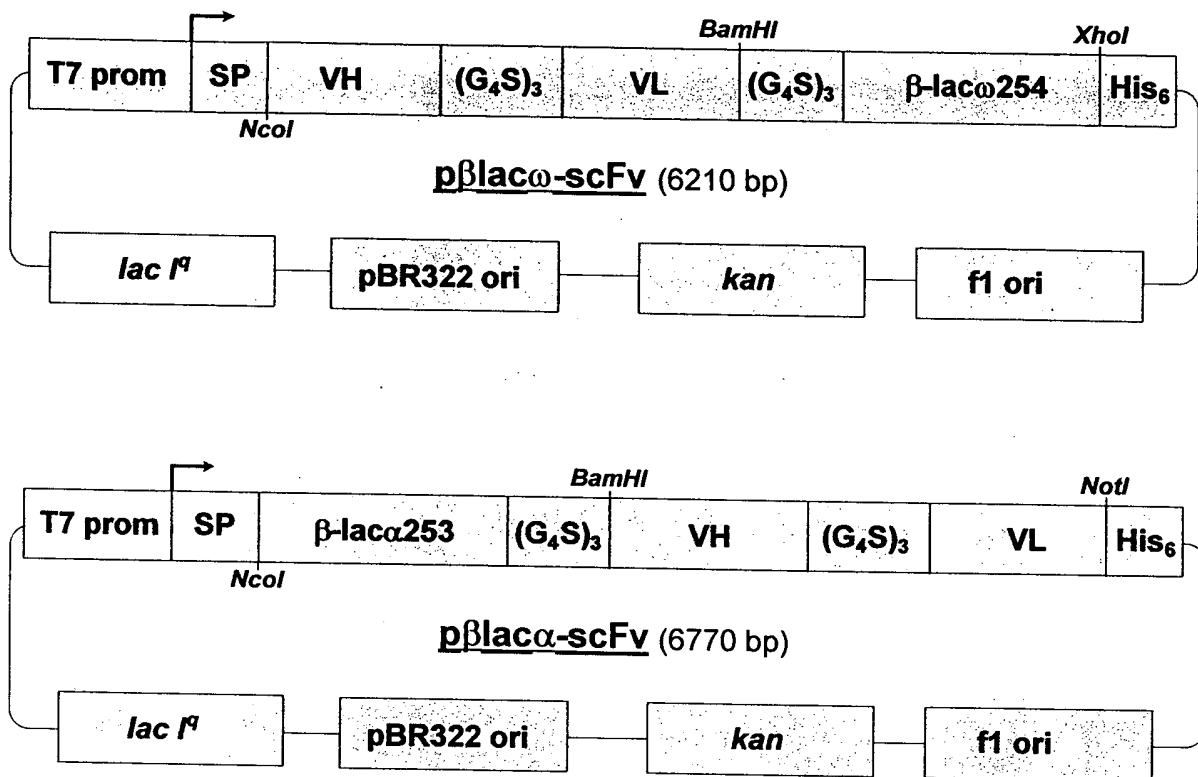 BamHI XhoI
T7 prom SP VH (G₄S)₃ VL (G₄S)₃ β-lacω254 His₆
NcoI
pβlacω-scFv (6210 bp)
lac Iq pBR322 ori kan f1 ori
BamHI NotI
T7 prom SP β-lacα253 (G₄S)₃ VH (G₄S)₃ VL His₆
NcoI
pβlacα-scFv (6770 bp)
lac Iq pBR322 ori kan f1 ori